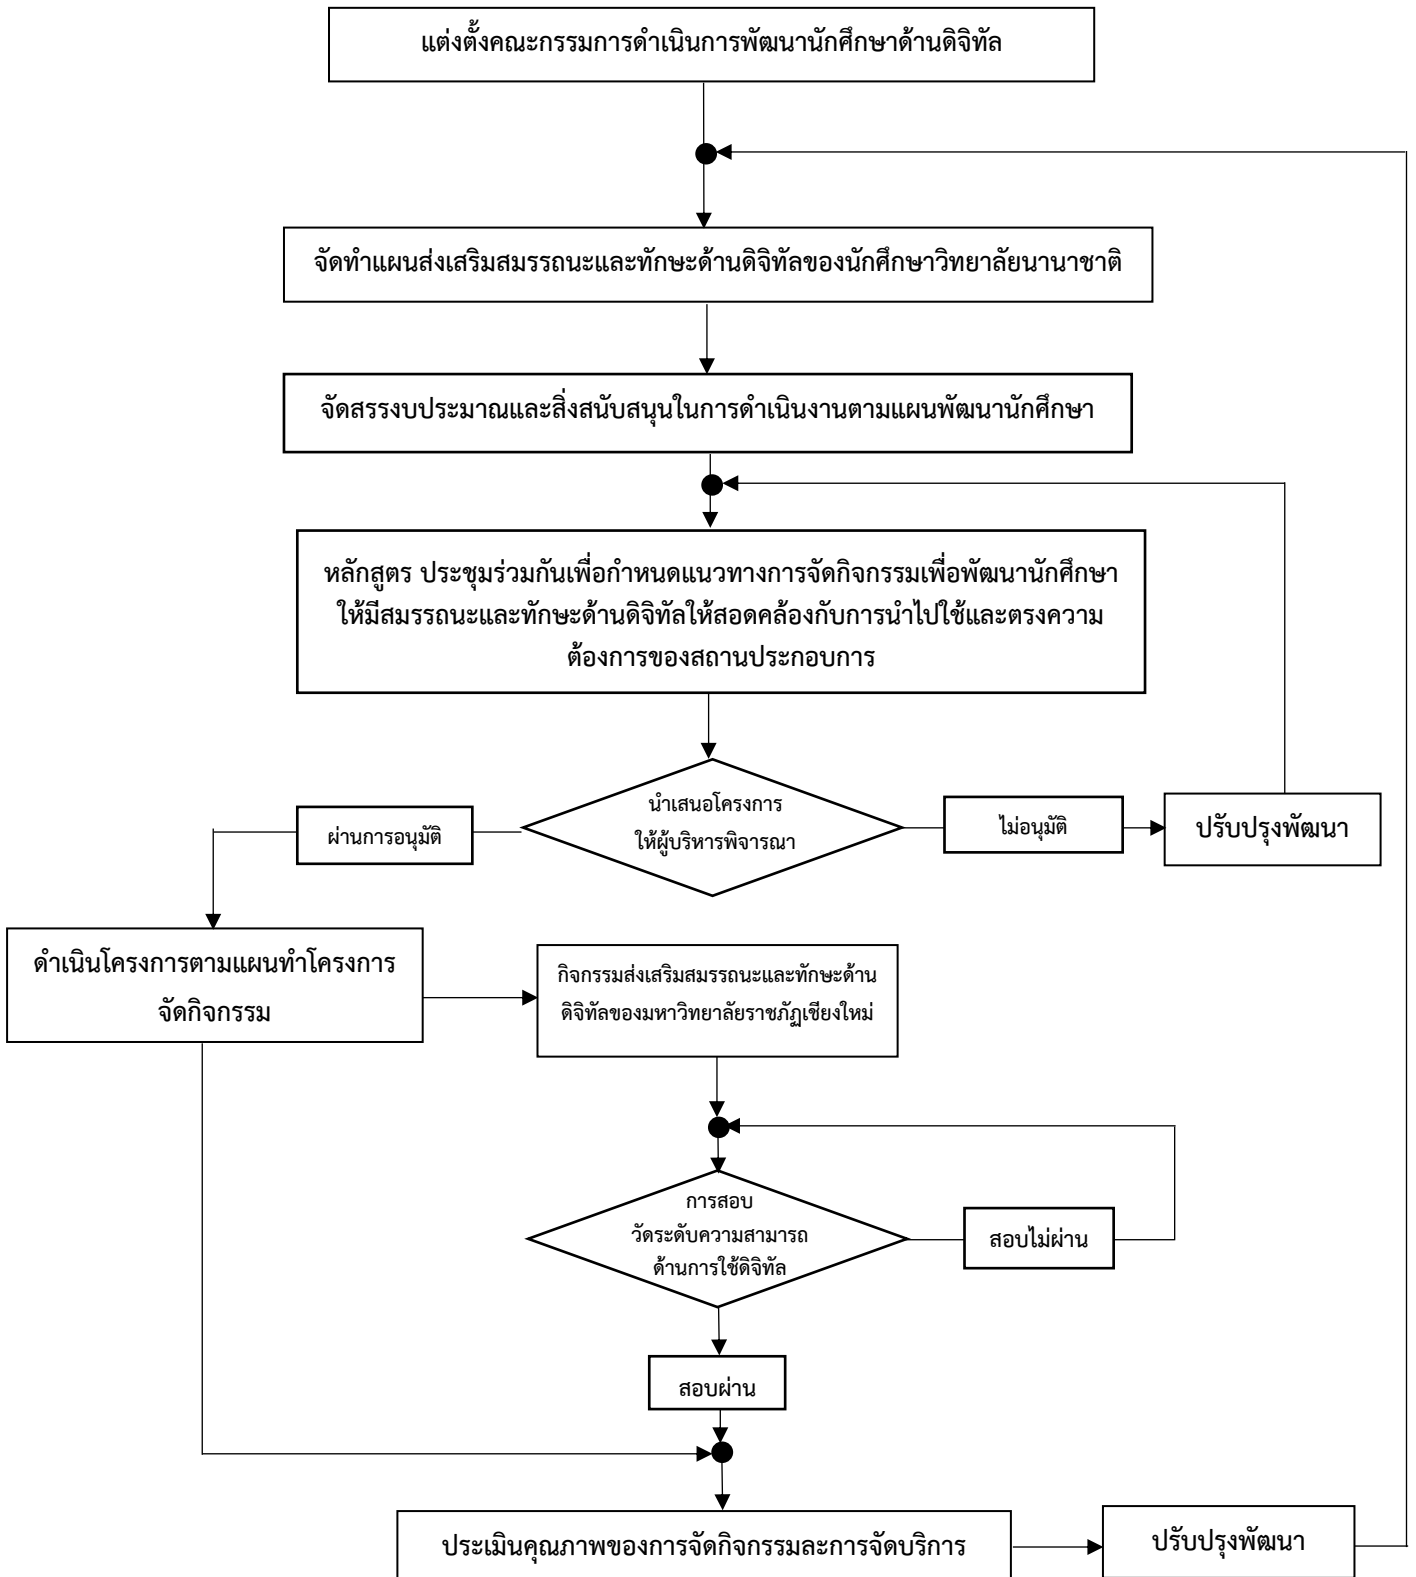 แต่งตั้งคณะกรรมการดำเนินการพัฒนานักศึกษาด้านดิจิทัล
จัดทำแผนส่งเสริมสมรรถนะและทักษะด้านดิจิทัลของนักศึกษาวิทยาลัยนานาชาติ
จัดสรรงบประมาณและสิ่งสนับสนุนในการดำเนินงานตามแผนพัฒนานักศึกษา
หลักสูตร ประชุมร่วมกันเพื่อกำหนดแนวทางการจัดกิจกรรมเพื่อพัฒนานักศึกษา
ให้มีสมรรถนะและทักษะด้านดิจิทัลให้สอดคล้องกับการนำไปใช้และตรงความ
ต้องการของสถานประกอบการ
นำเสนอโครงการ
ให้ผู้บริหารพิจารณา
ผ่านการอนุมัติ
ไม่อนุมัติ
ปรับปรุงพัฒนา
ดำเนินโครงการตามแผนทำโครงการ
จัดกิจกรรม
กิจกรรมส่งเสริมสมรรถนะและทักษะด้าน
ดิจิทัลของมหาวิทยาลัยราชภัฏเชียงใหม่
การสอบ
วัดระดับความสามารถ
ด้านการใช้ดิจิทัล
สอบไม่ผ่าน
สอบผ่าน
ประเมินคุณภาพของการจัดกิจกรรมละการจัดบริการ
ปรับปรุงพัฒนา